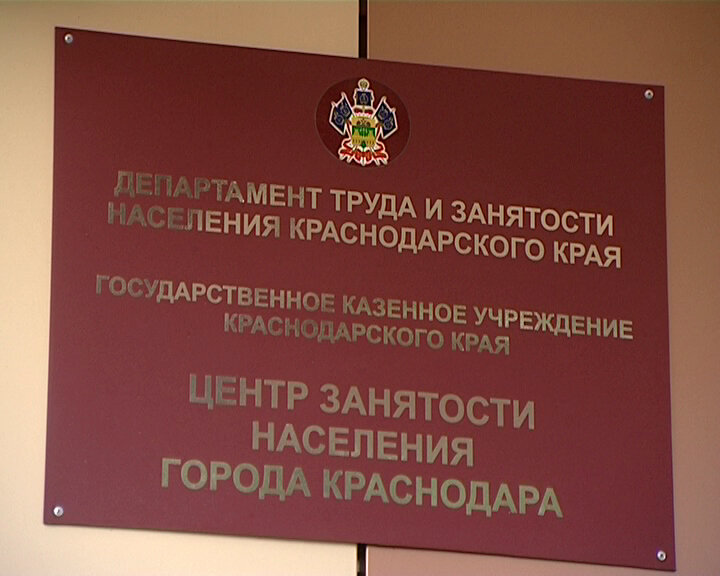 ДЕПАРТАМЕНТ ТРУДА И ЗАНЯТОСТИ
НАСЕЛЕНИЯ КРАСНОДАРСКОГО КРАЯ
ГОСУДАРСТВЕННОЕ КАЗЕННОЕ УЧРЕЖДЕНИЕ
КРАСНОДАРСКОГО КРАЯ
ЦЕНТР ЗАНЯТОСТИ
НАСЕЛЕНИЯ
ГОРОДА КРАСНОДАРА